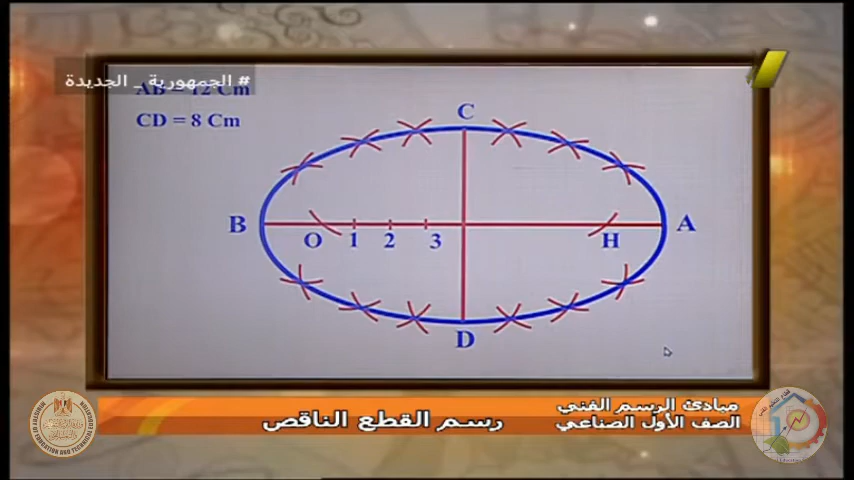 # الجمهورية _ الجديدة
AB = 12 Cm
CD = 8 Cm
C
B
A
O
1
2
3
H
D
مبادئ الرسم الفني
الصف الأول الصناعي
رسم القطع الناقص